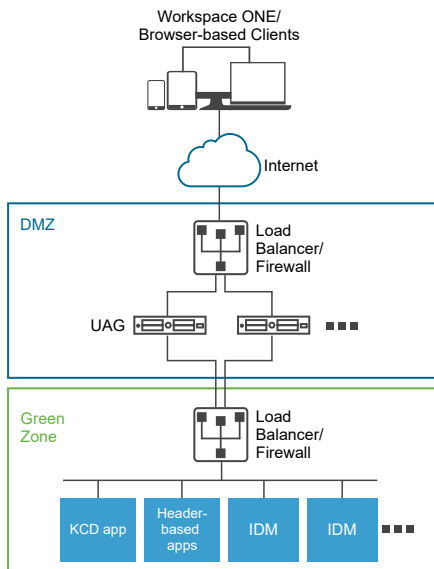 Workspace ONE/
Browser-based Clients
Internet
DMZ
Load
Balancer/
Firewall
UAG
Green
Zone
Load
Balancer/
Firewall
KCD app
Header-
based
apps
IDM
IDM